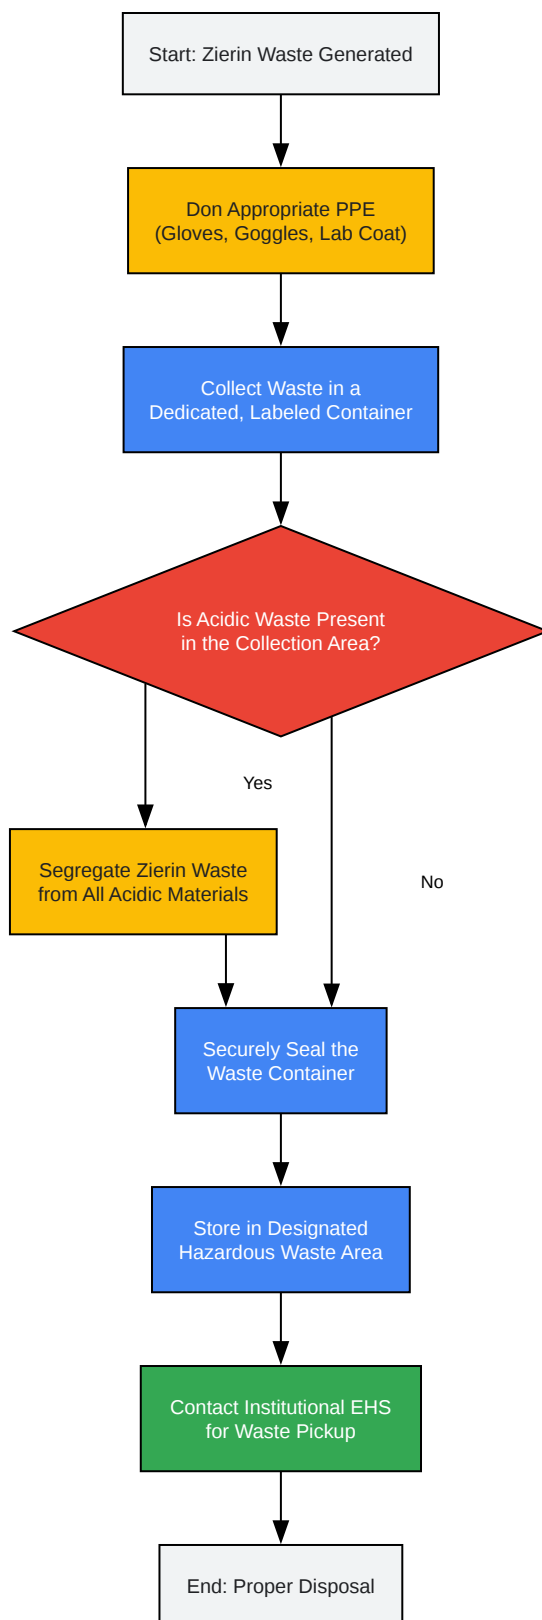 Start: Zierin Waste Generated
Don Appropriate PPE
(Gloves, Goggles, Lab Coat)
Collect Waste in a
Dedicated, Labeled Container
Is Acidic Waste Present
in the Collection Area?
Yes
Segregate Zierin Waste
from All Acidic Materials
No
Securely Seal the
Waste Container
Store in Designated
Hazardous Waste Area
Contact Institutional EHS
for Waste Pickup
End: Proper Disposal